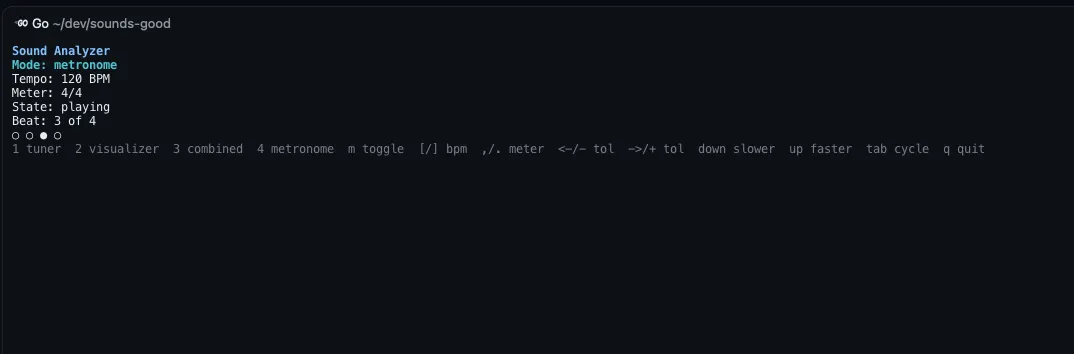 GO Go ~/dev/sounds-good
Sound Analyzer
Mode: metronome
Tempo: 120 BPM
Meter: 4/4
State: playing
Beat: 3 of 4
○ ○ ● ○
1 tuner  2 visualizer  3 combined  4 metronome  m toggle  [/] bpm  ,/. meter  <-/- tol  ->/+ tol  down slower  up faster  tab cycle  q quit